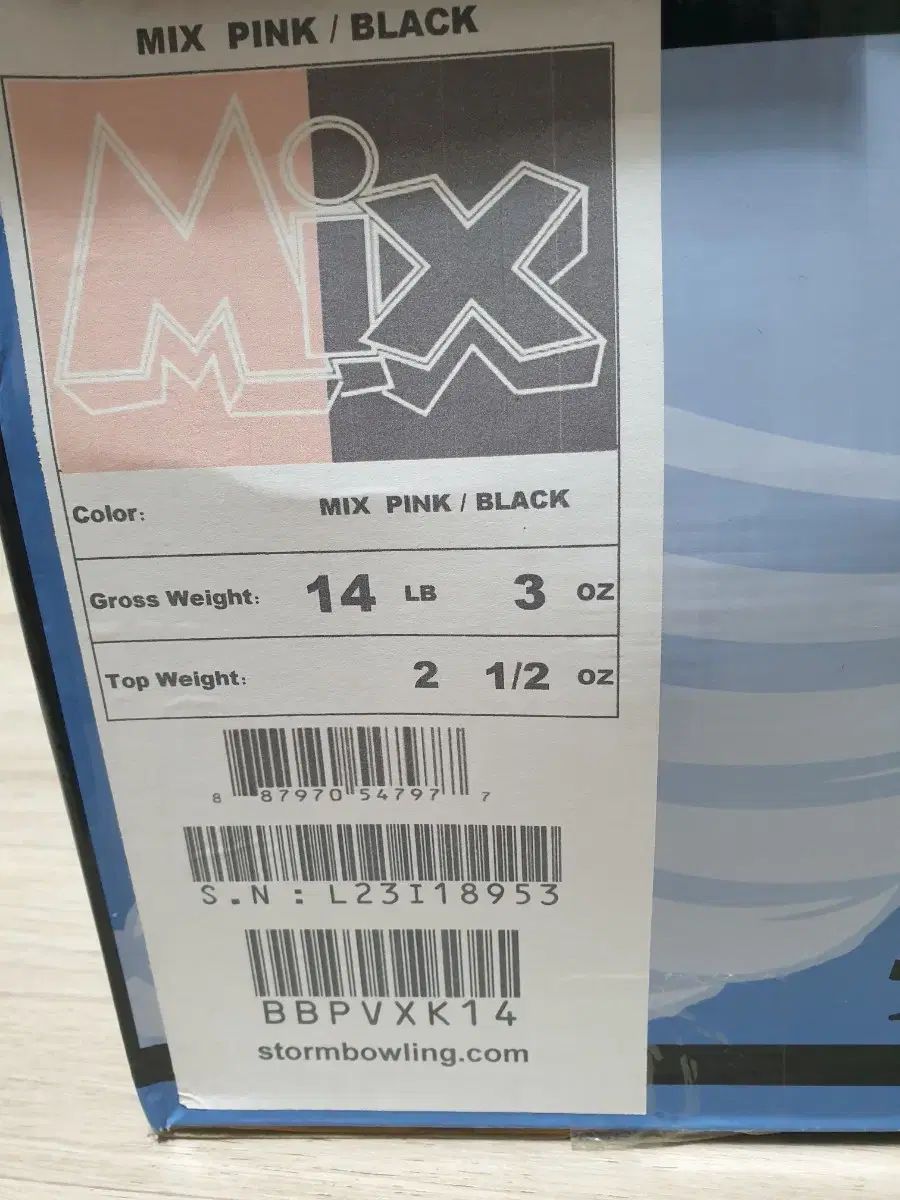 MIX PINK / BLACK
Mix
Color: MIX PINK / BLACK
Gross Weight: 14 LB 3 OZ
Top Weight: 2 1/2 OZ
8 87970 54797 7
S.N : L23I18953
BBPVXK14
stormbowling.com